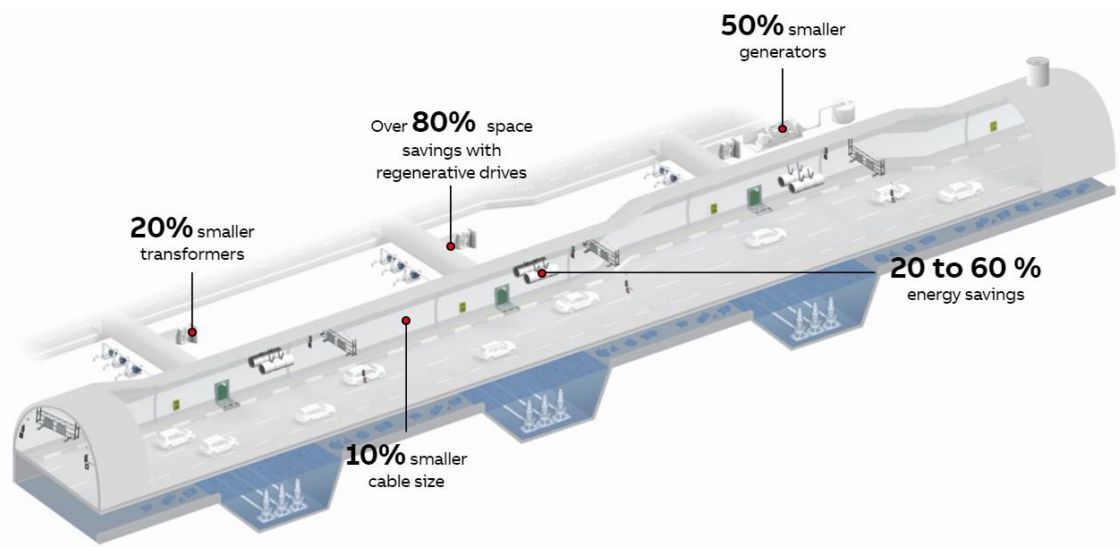 50% smaller
generators
Over 80% space
savings with
regenerative drives
20% smaller
transformers
20 to 60 %
energy savings
10% smaller
cable size